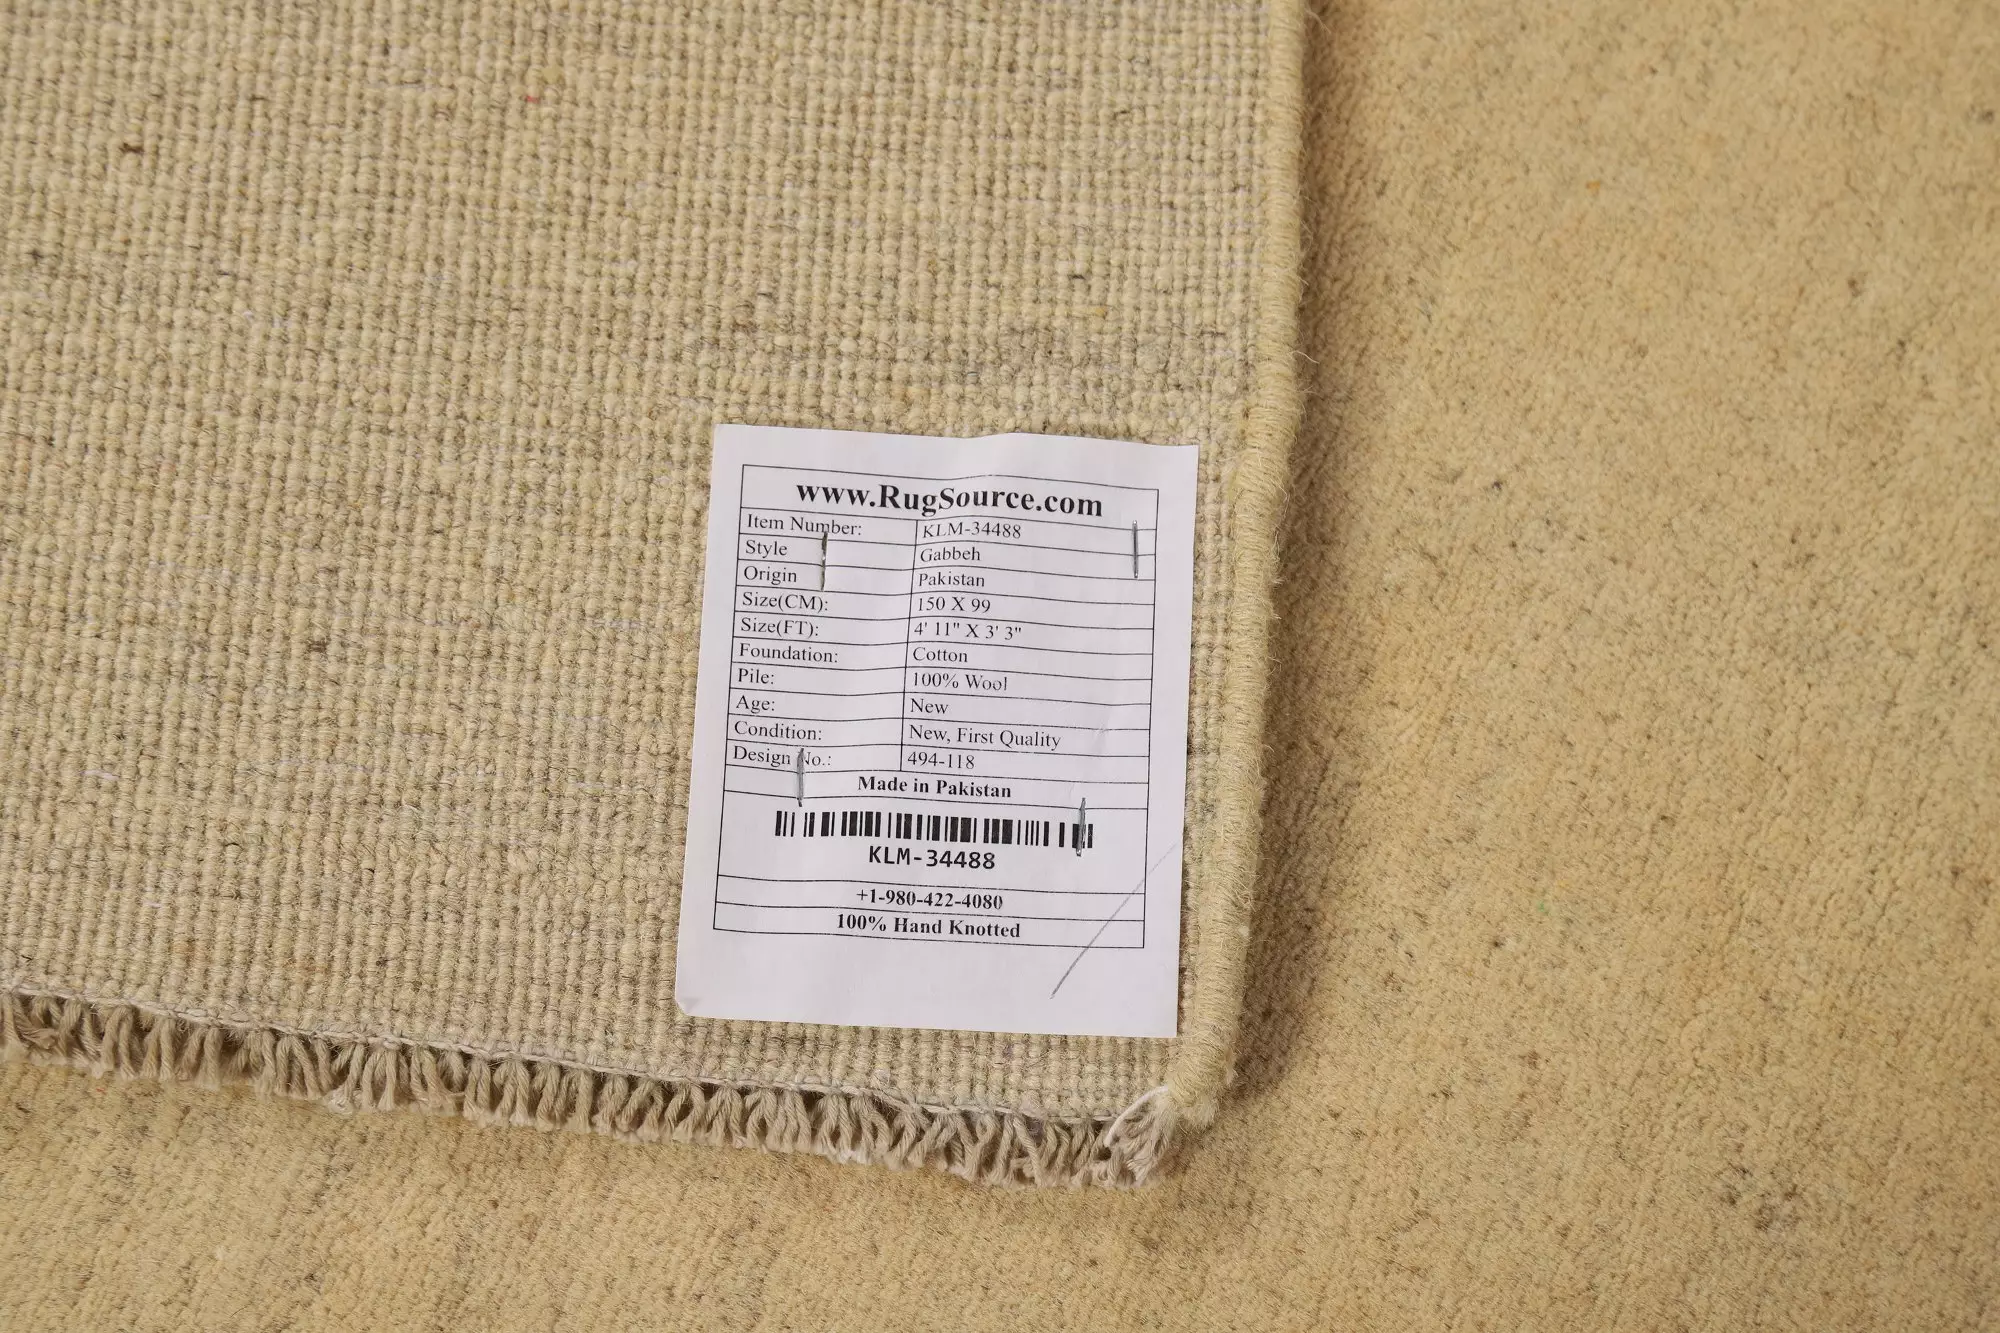 www.RugSource.com
Item Number: KLM-34488
Style Gabbeh
Origin Pakistan
Size(CM): 150 X 99
Size(FT): 4' 11" X 3' 3"
Foundation: Cotton
Pile: 100% Wool
Age: New
Condition: New, First Quality
Design No.: 494-118
Made in Pakistan
KLM-34488
+1-980-422-4080
100% Hand Knotted